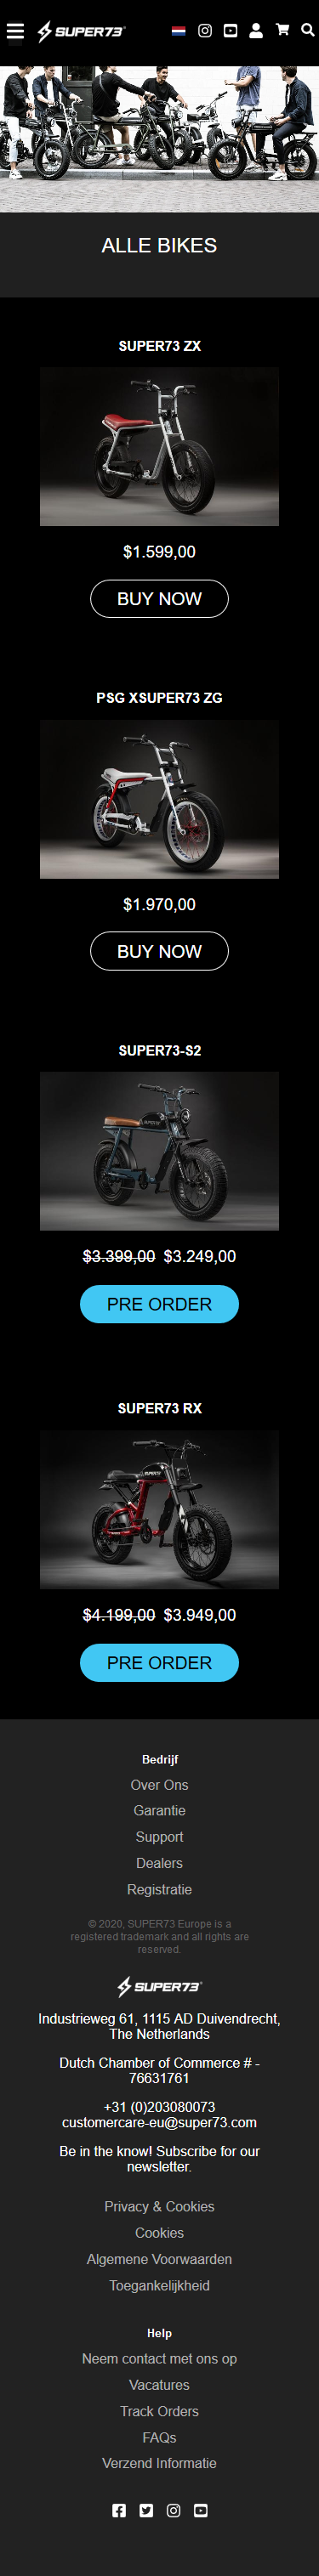 SUPER73
ALLE BIKES
SUPER73 ZX
$1.599,00
BUY NOW
PSG XSUPER73 ZG
$1.970,00
BUY NOW
SUPER73-S2
$3.399,00 $3.249,00
PRE ORDER
SUPER73 RX
SUPER73
$4.199,00 $3.949,00
PRE ORDER
Bedrijf
Over Ons
Garantie
Support
Dealers
Registratie
© 2020, SUPER73 Europe is a
registered trademark and all rights are
reserved.
SUPER73
Industrieweg 61, 1115 AD Duivendrecht,
The Netherlands
Dutch Chamber of Commerce # -
76631761
+31 (0)203080073
customercare-eu@super73.com
Be in the know! Subscribe for our
newsletter.
Privacy & Cookies
Cookies
Algemene Voorwaarden
Toegankelijkheid
Help
Neem contact met ons op
Vacatures
Track Orders
FAQs
Verzend Informatie